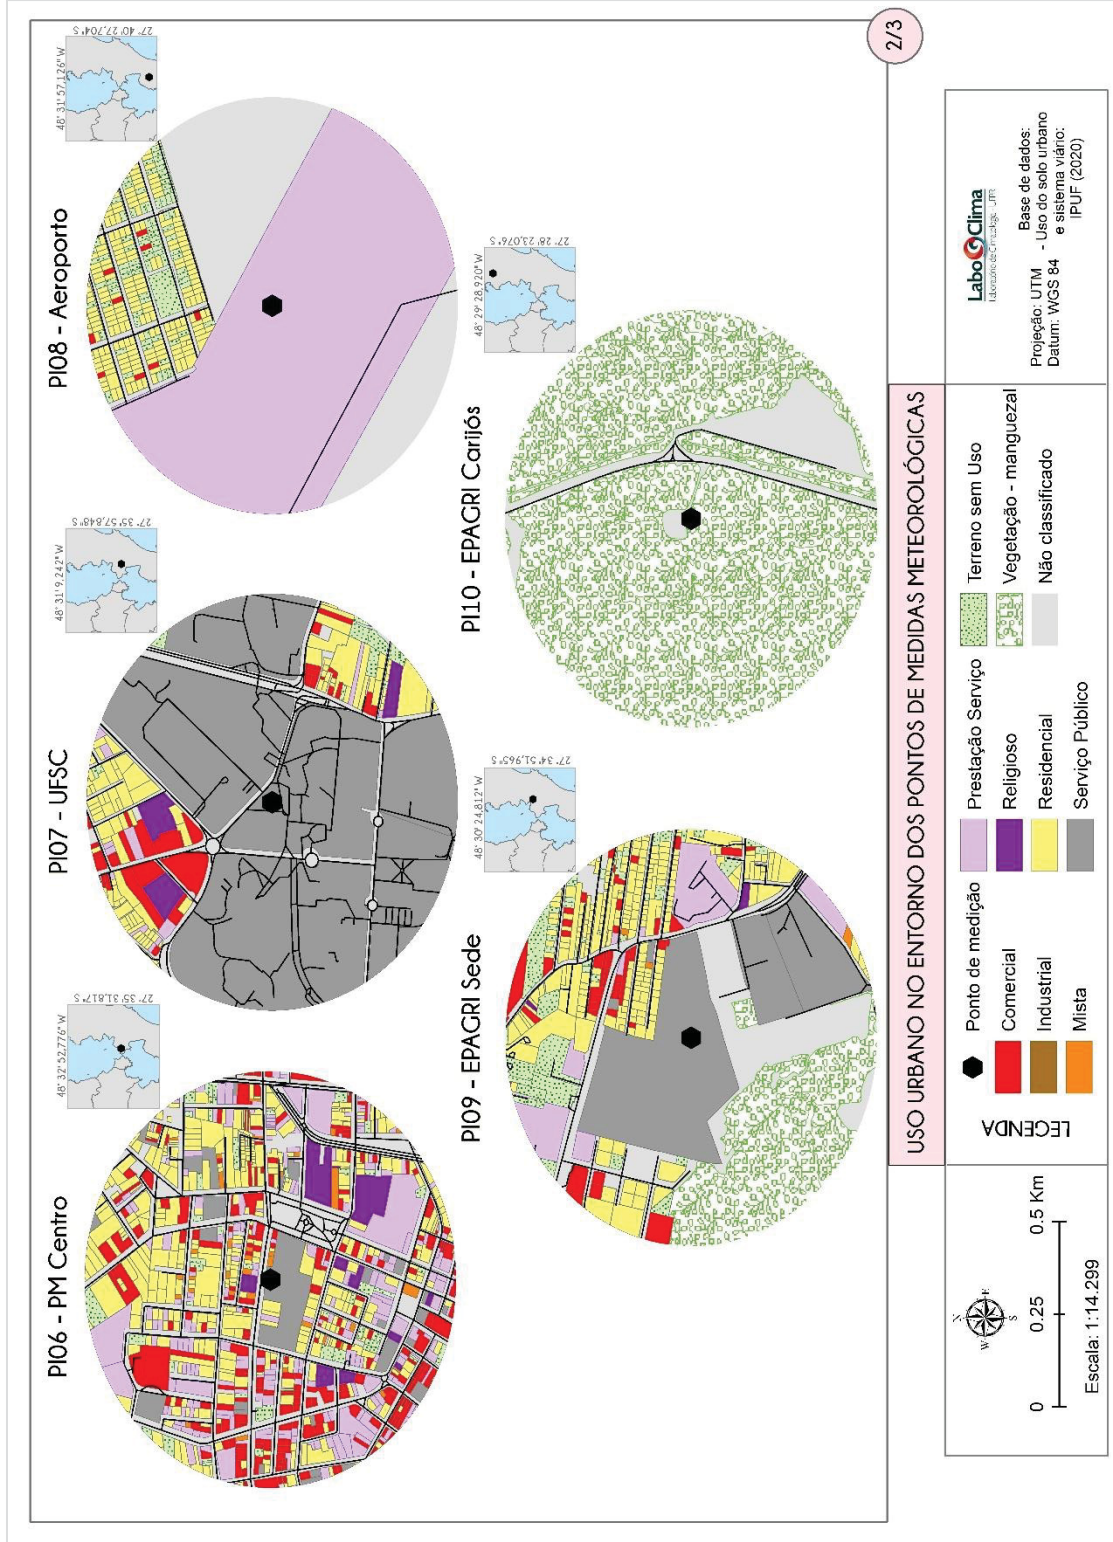 PI06 - PM Centro
48° 32' 52,776" W
27° 35' 31,817" S
PI07 - UFSC
48° 31' 9,242" W
27° 35' 57,848" S
PI08 - Aeroporto
48° 31' 57,126" W
27° 40' 27,704" S
PI09 - EPAGRI Sede
48° 30' 24,812" W
27° 34' 51,965" S
PI10 - EPAGRI Carijós
48° 29' 28,920" W
27° 28' 23,076" S
2/3
USO URBANO NO ENTORNO DOS PONTOS DE MEDIDAS METEOROLÓGICAS
N
E
S
W
0 0.25 0.5 Km
Escala: 1:14.299
LEGENDA
Ponto de medição
Comercial
Industrial
Mista
Prestação Serviço
Religioso
Residencial
Serviço Público
Terreno sem Uso
Vegetação - manguezal
Não classificado
LaboClima
Laboratório de Climatologia - UFPR
Projeção: UTM
Datum: WGS 84
Base de dados:
- Uso do solo urbano
e sistema viário:
IPUF (2020)